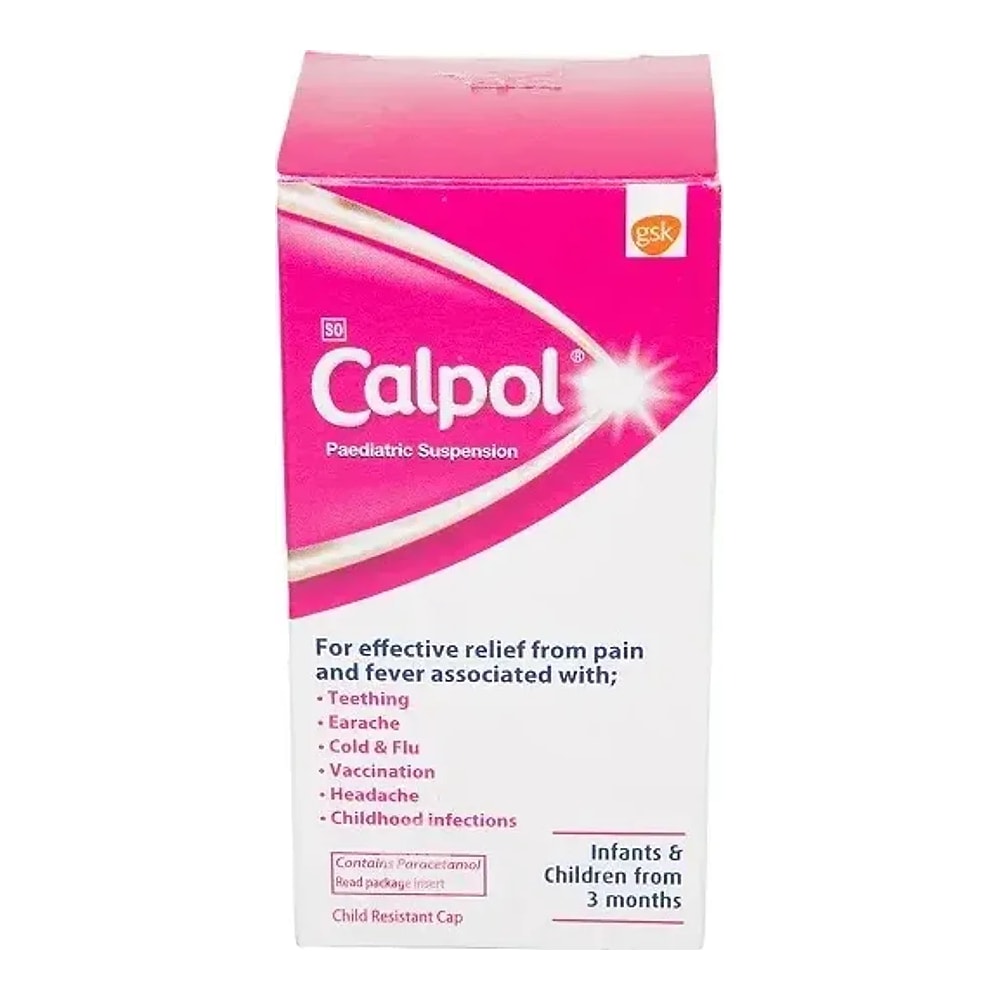 gsk
SO
Calpol®
Paediatric Suspension
For effective relief from pain
and fever associated with;
• Teething
• Earache
• Cold & Flu
• Vaccination
• Headache
• Childhood infections
Contains Paracetamol
Read package insert
Child Resistant Cap
Infants &
Children from
3 months